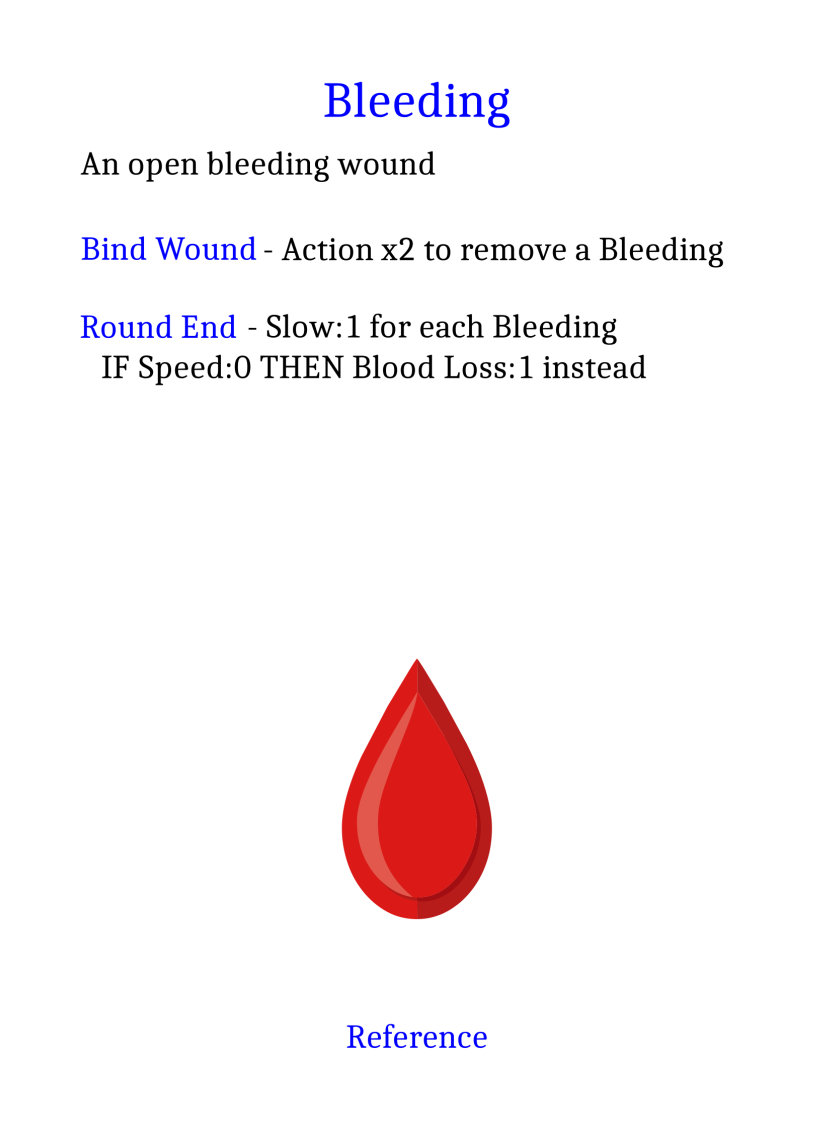 Bleeding
An open bleeding wound
Bind Wound - Action x2 to remove a Bleeding
Round End - Slow:1 for each Bleeding
IF Speed:0 THEN Blood Loss:1 instead
Reference